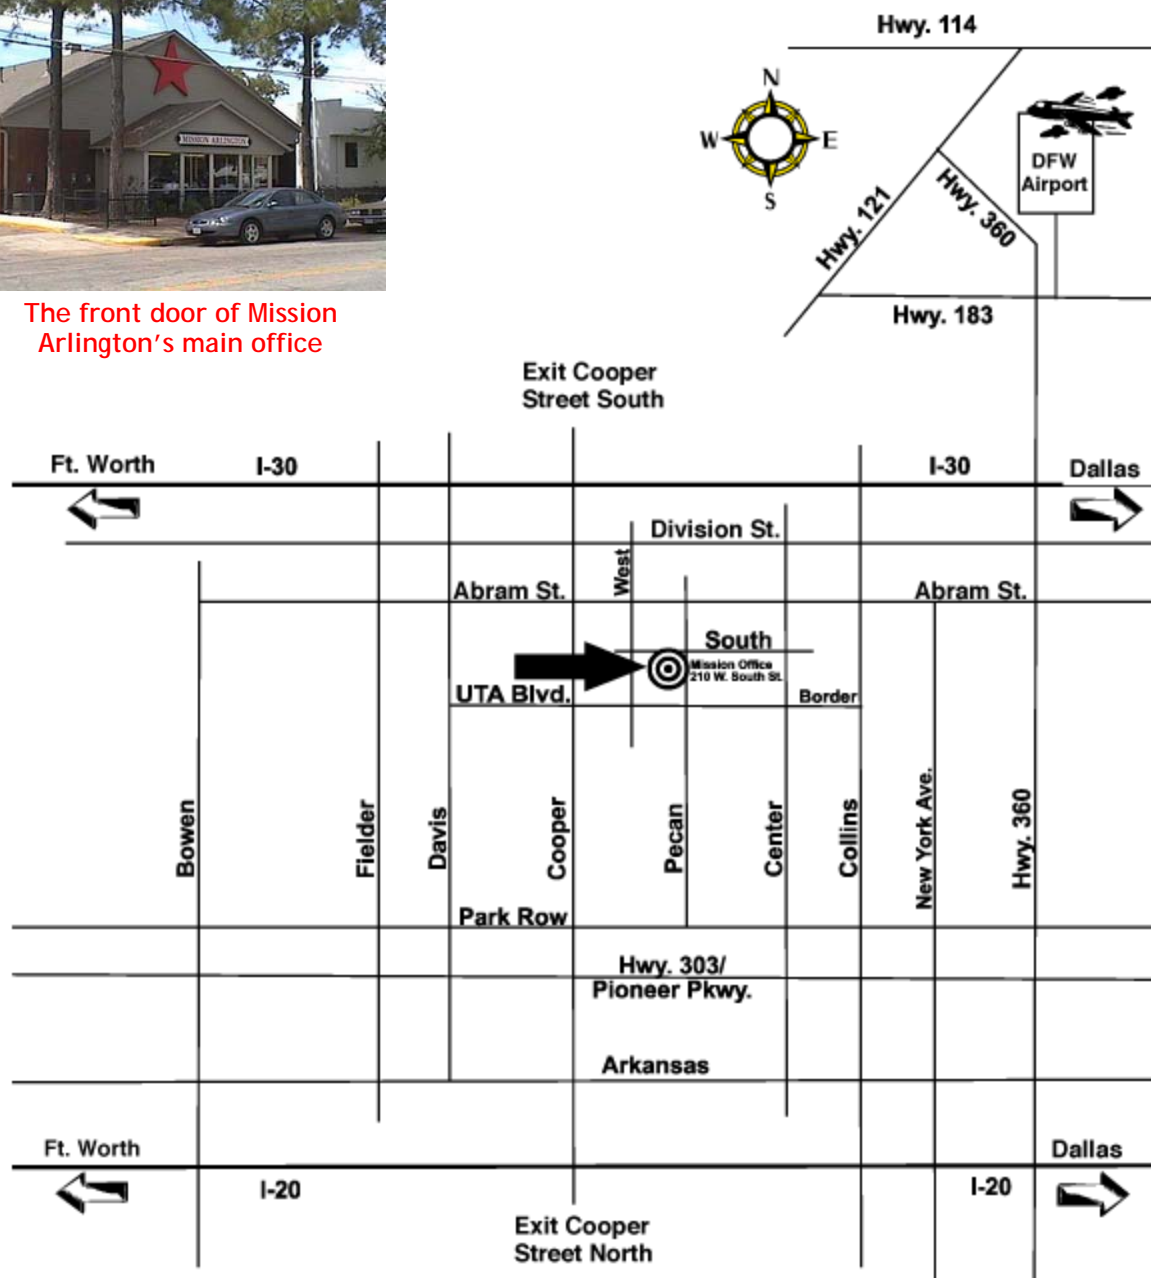 MISSION ARLINGTON
The front door of Mission
Arlington's main office
Hwy. 114
N
W
E
S
DFW
Airport
Hwy. 121
Hwy. 360
Hwy. 183
Exit Cooper
Street South
Ft. Worth
I-30
I-30
Dallas
Division St.
West
Abram St.
Abram St.
South
Mission Office
210 W. South St.
UTA Blvd.
Border
Bowen
Fielder
Davis
Cooper
Pecan
Center
Collins
New York Ave.
Hwy. 360
Park Row
Hwy. 303/
Pioneer Pkwy.
Arkansas
Ft. Worth
Dallas
I-20
I-20
Exit Cooper
Street North